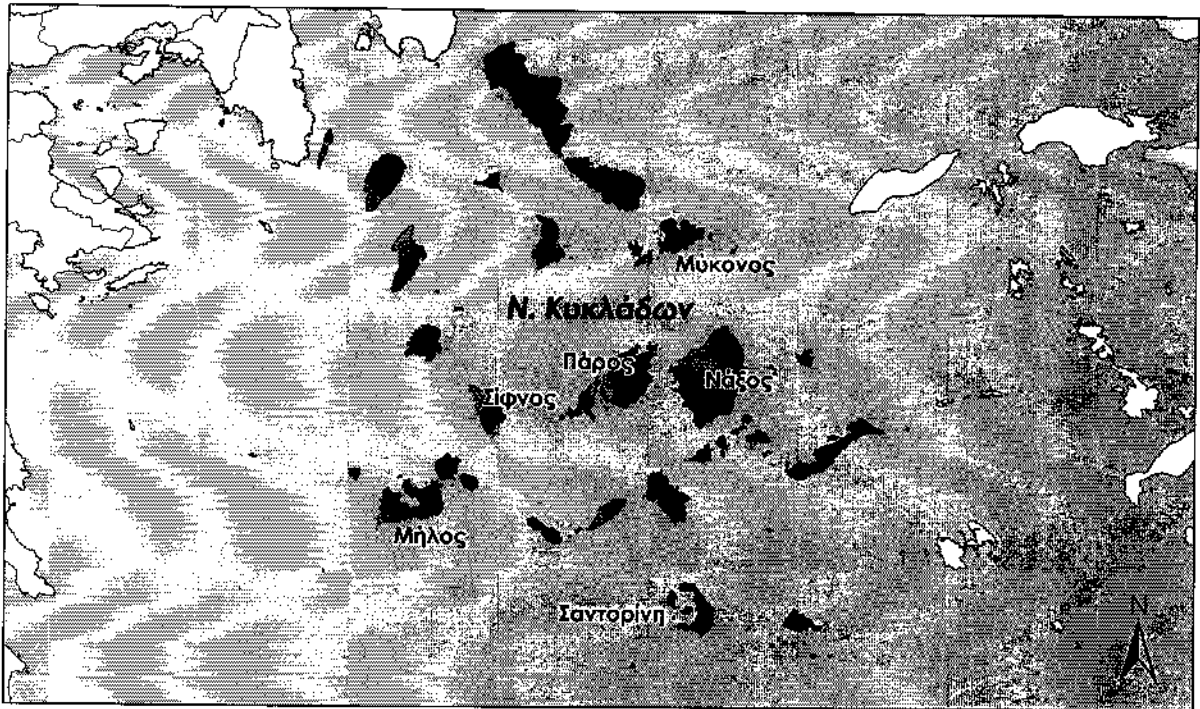 Μύκονος
Ν. Κυκλάδων
Πάρος
Νάξος
Σίφνος
Μήλος
Σαντορίνη
N